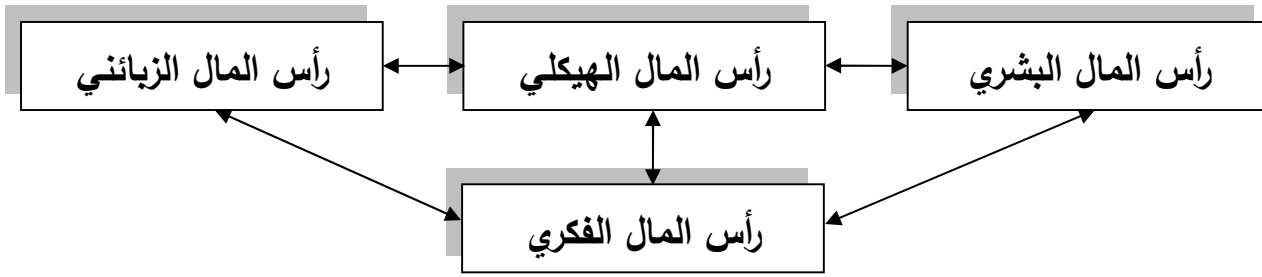 رأس المال البشري
رأس المال الهيكلي
رأس المال الزبائني
رأس المال الفكري